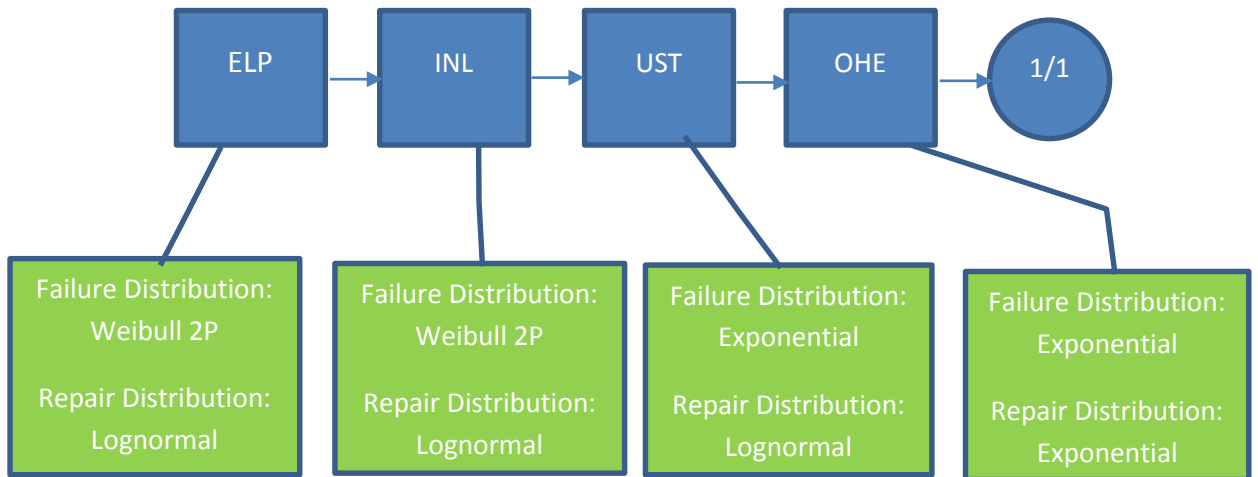 ELP
INL
UST
OHE
1/1
Failure Distribution:
Weibull 2P
Repair Distribution:
Lognormal
Failure Distribution:
Weibull 2P
Repair Distribution:
Lognormal
Failure Distribution:
Exponential
Repair Distribution:
Lognormal
Failure Distribution:
Exponential
Repair Distribution:
Exponential